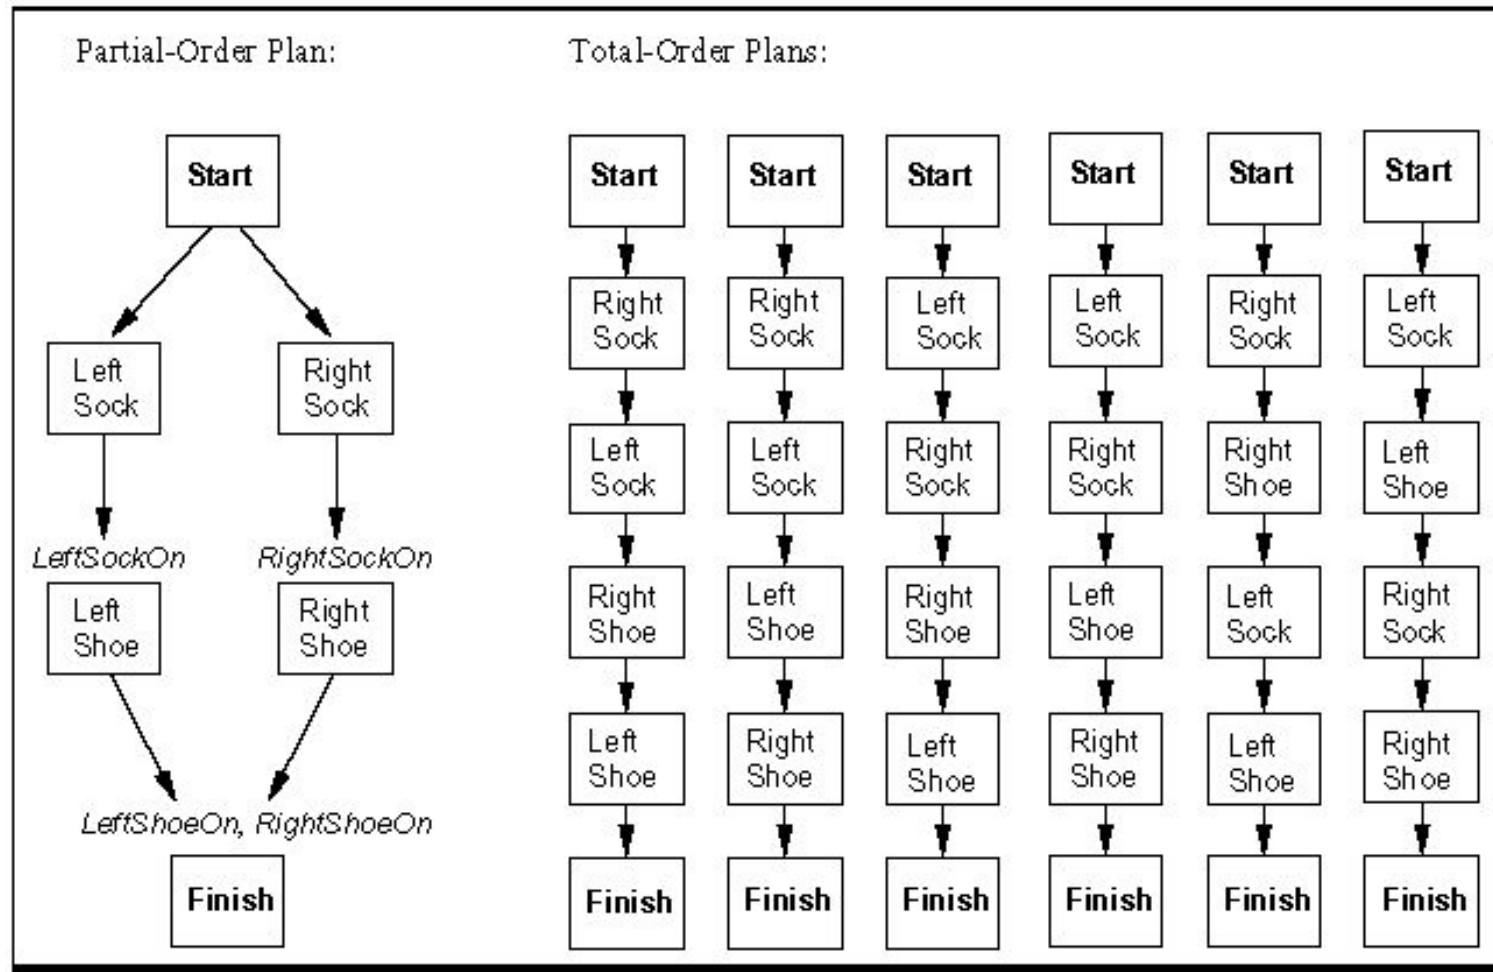 Partial-Order Plan:
Start
Left
Sock
Right
Sock
LeftSockOn
RightSockOn
Left
Shoe
Right
Shoe
LeftShoeOn, RightShoeOn
Finish
Total-Order Plans:
Start
Right
Sock
Left
Sock
Right
Shoe
Left
Shoe
Finish
Start
Right
Sock
Left
Sock
Left
Shoe
Right
Shoe
Finish
Start
Left
Sock
Right
Sock
Right
Shoe
Left
Shoe
Finish
Start
Left
Sock
Right
Sock
Left
Shoe
Right
Shoe
Finish
Start
Right
Sock
Right
Shoe
Left
Sock
Left
Shoe
Finish
Start
Left
Sock
Left
Shoe
Right
Sock
Right
Shoe
Finish